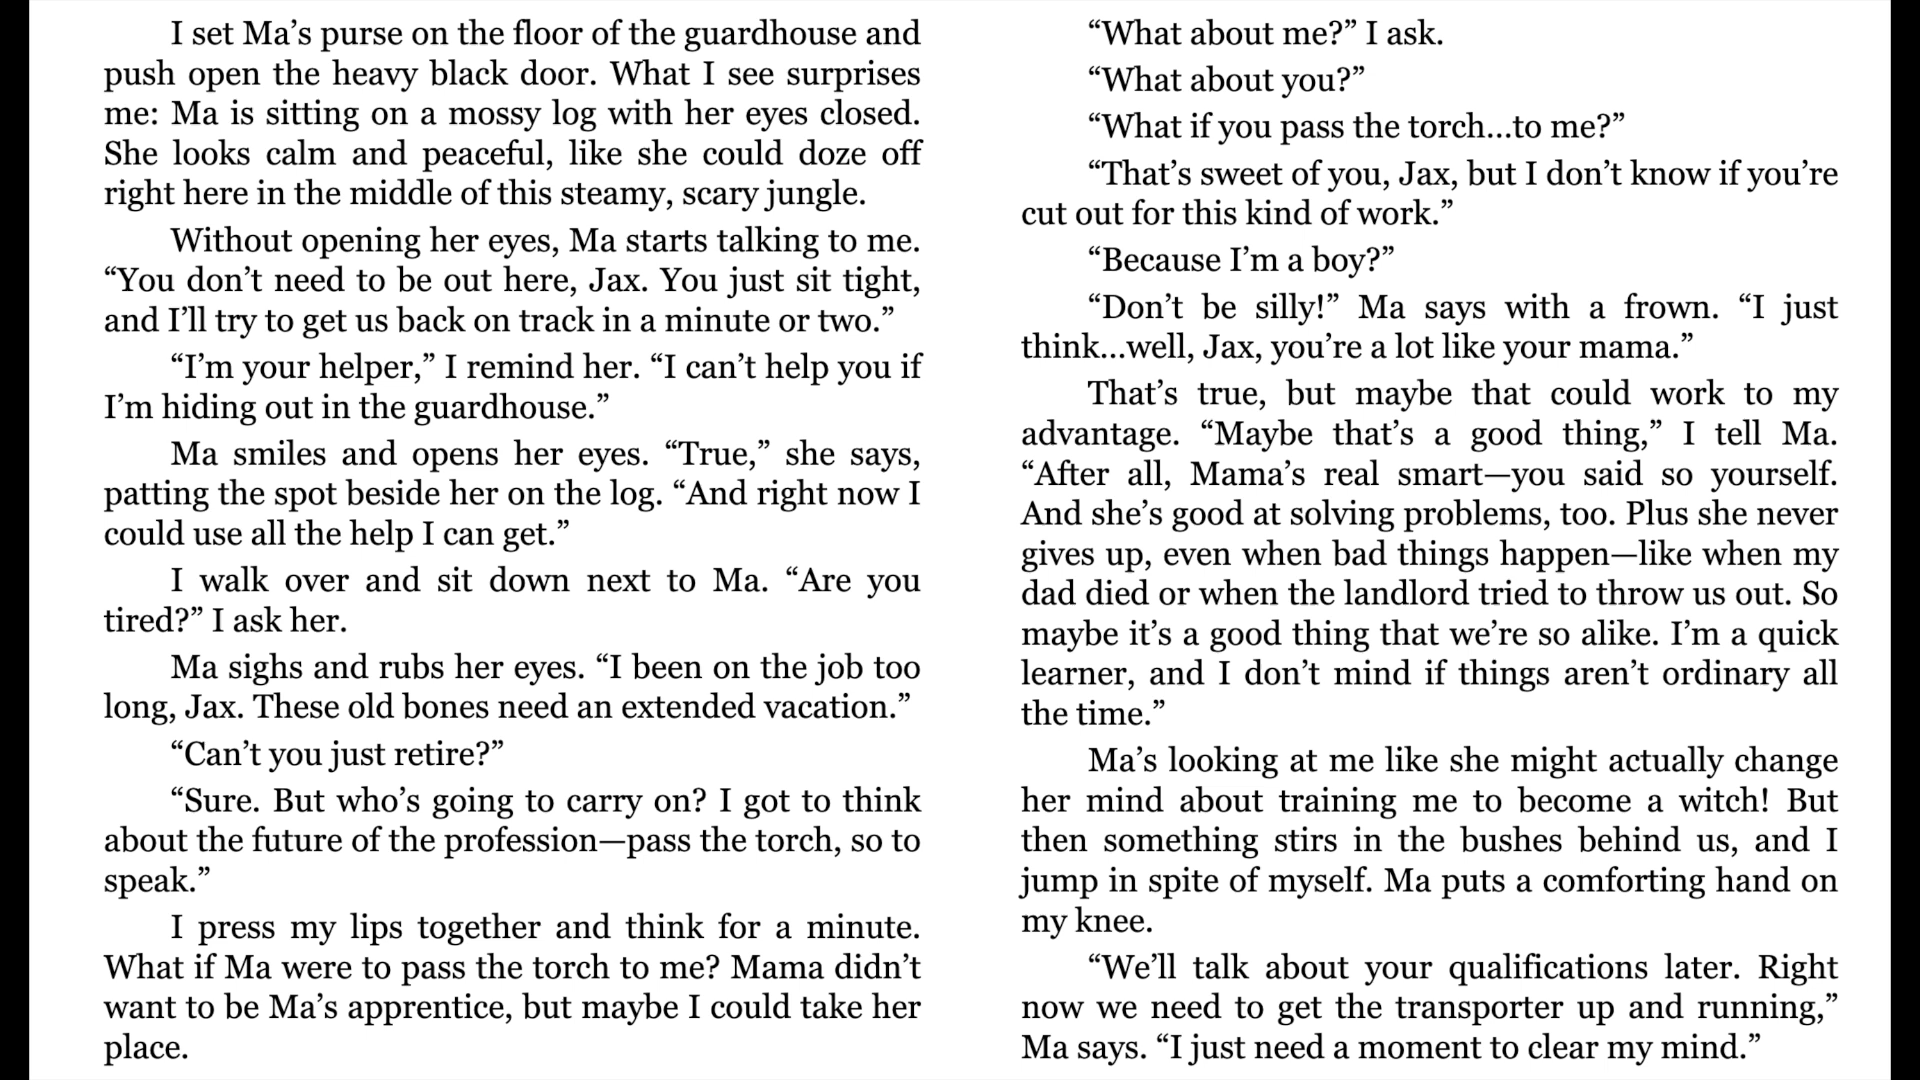 I set Ma’s purse on the floor of the guardhouse and
push open the heavy black door. What I see surprises
me: Ma is sitting on a mossy log with her eyes closed.
She looks calm and peaceful, like she could doze off
right here in the middle of this steamy, scary jungle.
Without opening her eyes, Ma starts talking to me.
“You don’t need to be out here, Jax. You just sit tight,
and I’ll try to get us back on track in a minute or two.”
“I’m your helper,” I remind her. “I can’t help you if
I’m hiding out in the guardhouse.”
Ma smiles and opens her eyes. “True,” she says,
patting the spot beside her on the log. “And right now I
could use all the help I can get.”
I walk over and sit down next to Ma. “Are you
tired?” I ask her.
Ma sighs and rubs her eyes. “I been on the job too
long, Jax. These old bones need an extended vacation.”
“Can’t you just retire?”
“Sure. But who’s going to carry on? I got to think
about the future of the profession—pass the torch, so to
speak.”
I press my lips together and think for a minute.
What if Ma were to pass the torch to me? Mama didn’t
want to be Ma’s apprentice, but maybe I could take her
place.
“What about me?” I ask.
“What about you?”
“What if you pass the torch...to me?”
“That’s sweet of you, Jax, but I don’t know if you’re
cut out for this kind of work.”
“Because I’m a boy?”
“Don’t be silly!” Ma says with a frown. “I just
think...well, Jax, you’re a lot like your mama.”
That’s true, but maybe that could work to my
advantage. “Maybe that’s a good thing,” I tell Ma.
“After all, Mama’s real smart—you said so yourself.
And she’s good at solving problems, too. Plus she never
gives up, even when bad things happen—like when my
dad died or when the landlord tried to throw us out. So
maybe it’s a good thing that we’re so alike. I’m a quick
learner, and I don’t mind if things aren’t ordinary all
the time.”
Ma’s looking at me like she might actually change
her mind about training me to become a witch! But
then something stirs in the bushes behind us, and I
jump in spite of myself. Ma puts a comforting hand on
my knee.
“We’ll talk about your qualifications later. Right
now we need to get the transporter up and running,”
Ma says. “I just need a moment to clear my mind.”